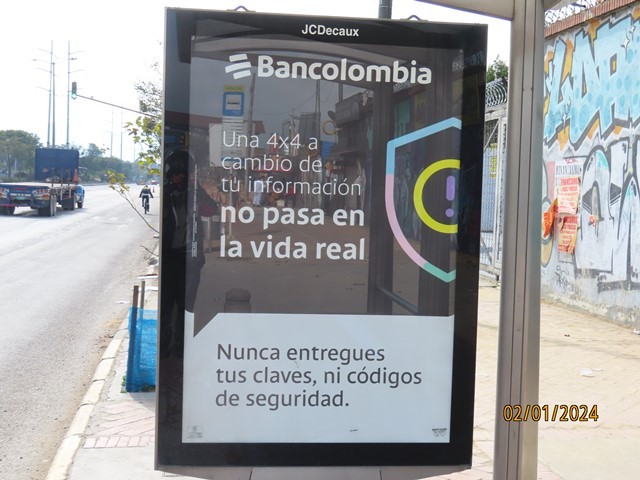 JCDecaux
Bancolombia
Una 4x4 a
cambio de
tu información
no pasa en
la vida real
Nunca entregues
tus claves, ni códigos
de seguridad.
02/01/2024